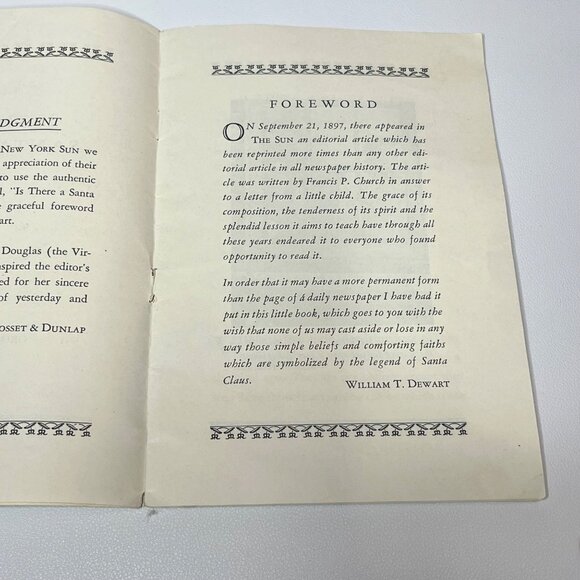 DGMENT
NEW YORK SUN we
appreciation of their
to use the authentic
l, "Is There a Santa
e graceful foreword
art.
Douglas (the Vir-
nspired the editor's
ed for her sincere
of yesterday and
OSSET & DUNLAP
FOREWORD
ON September 21, 1897, there appeared in
THE SUN an editorial article which has
been reprinted more times than any other edi-
torial article in all newspaper history. The arti-
cle was written by Francis P. Church in answer
to a letter from a little child. The grace of its
composition, the tenderness of its spirit and the
splendid lesson it aims to teach have through all
these years endeared it to everyone who found
opportunity to read it.
In order that it may have a more permanent form
than the page of á daily newspaper I have had it
put in this little book, which goes to you with the
wish that none of us may cast aside or lose in any
way those simple beliefs and comforting faiths
which are symbolized by the legend of Santa
Claus. WILLIAM T. DEWART